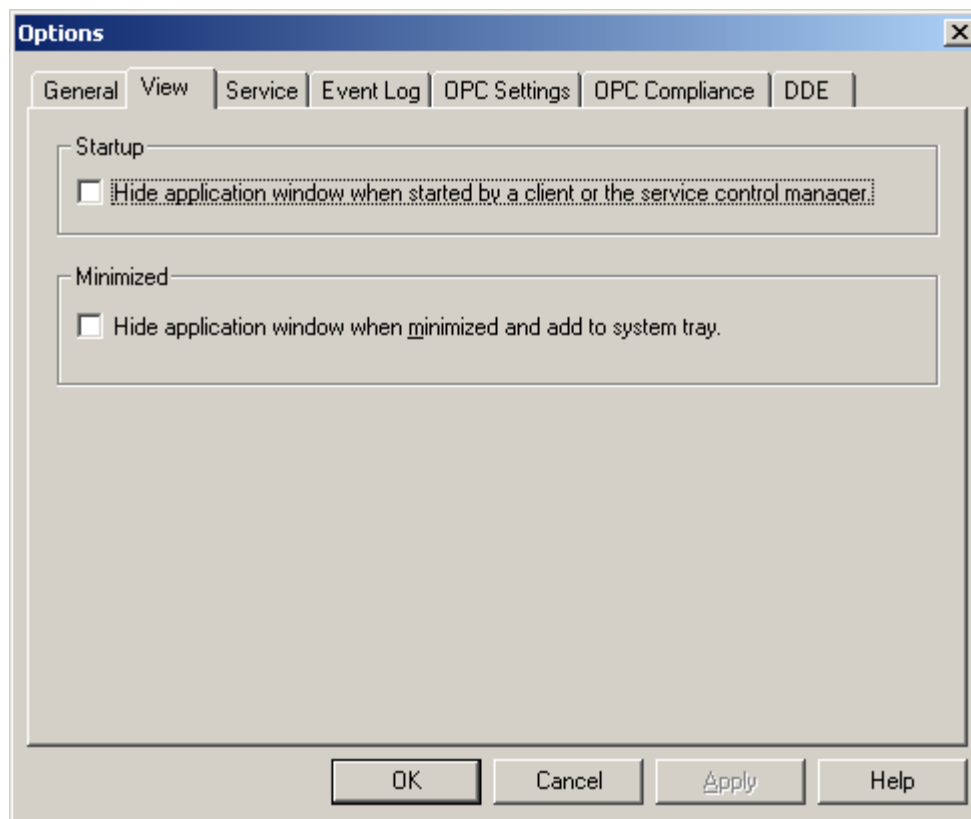 Options
General View Service Event Log OPC Settings OPC Compliance DDE
Startup
Hide application window when started by a client or the service control manager.
Minimized
Hide application window when minimized and add to system tray.
OK Cancel Apply Help